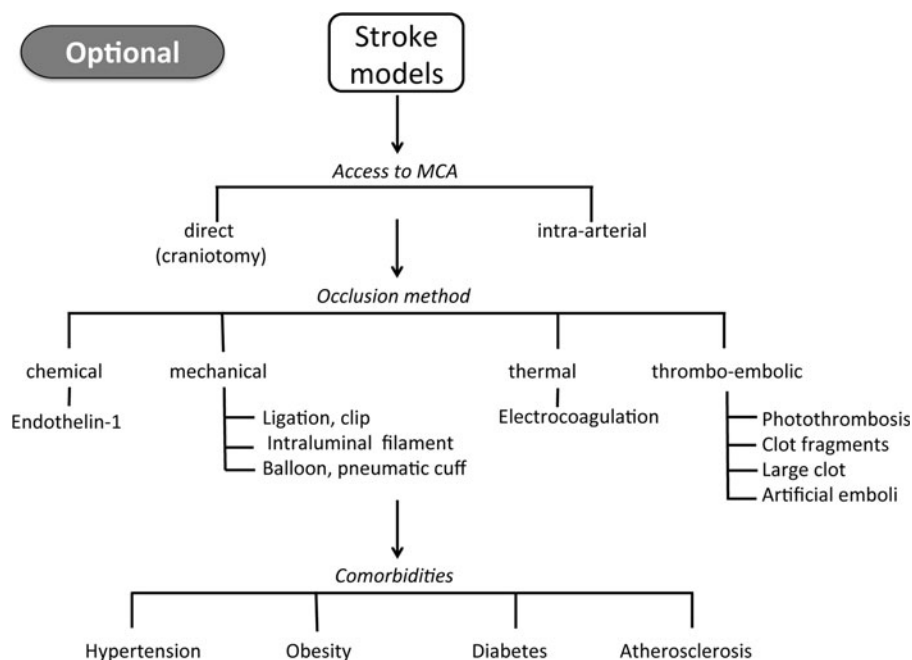 Optional
Stroke
models
Access to MCA
direct
(craniotomy)
intra-arterial
Occlusion method
chemical
mechanical
thermal
thrombo-embolic
Endothelin-1
Ligation, clip
Intraluminal filament
Balloon, pneumatic cuff
Electrocoagulation
Photothrombosis
Clot fragments
Large clot
Artificial emboli
Comorbidities
Hypertension
Obesity
Diabetes
Atherosclerosis